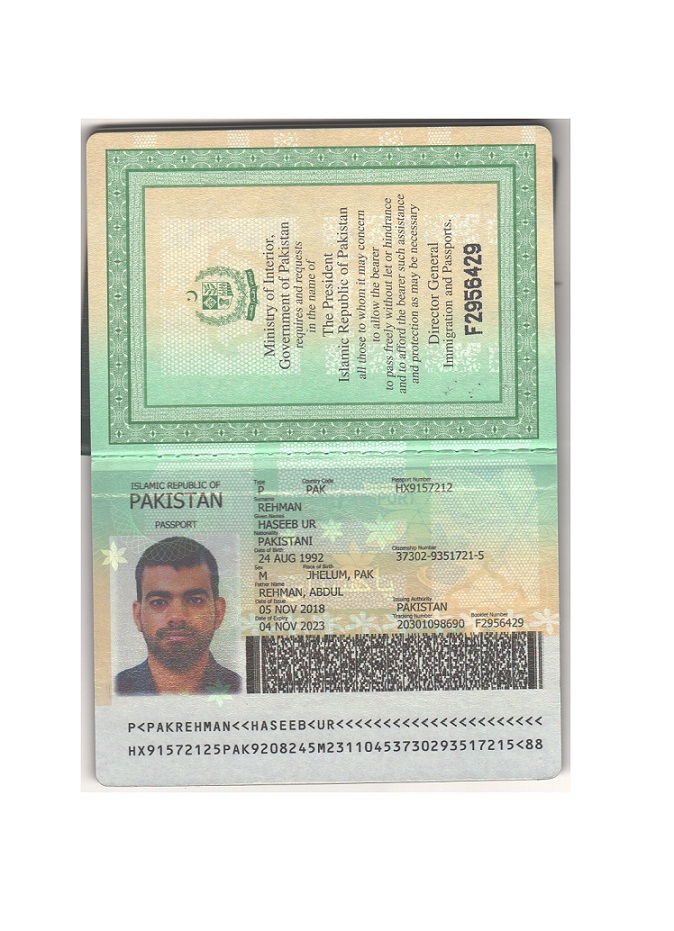 Ministry of Interior,
Government of Pakistan
requires and requests
in the name of
The President
Islamic Republic of Pakistan
all those to whom it may concern
to allow the bearer
to pass freely without let or hindrance
and to afford the bearer such assistance
and protection as may be necessary
Director General
Immigration and Passports.
F2956429
ISLAMIC REPUBLIC OF
PAKISTAN
PASSPORT
Type Country Code Passport Number
P PAK HX9157212
Surname
REHMAN
Given Names
HASEEB UR
Nationality
PAKISTANI
Date of Birth Citizenship Number
24 AUG 1992 37302-9351721-5
Sex Place of Birth
M JHELUM, PAK
Father Name
REHMAN, ABDUL
Date of Issue Issuing Authority
05 NOV 2018 PAKISTAN
Date of Expiry Tracking Number Booklet Number
04 NOV 2023 20301098690 F2956429
P<PAKREHMAN<<HASEEB<UR<<<<<<<<<<<<<<<<<<<<<<
HX91572125PAK9208245M23110453730293517215<88